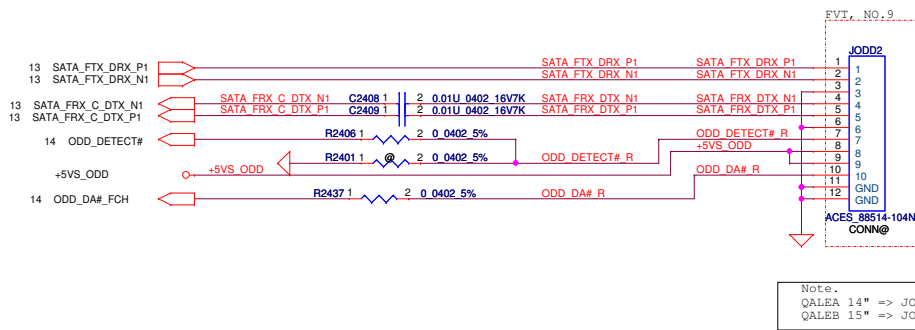 FVT, NO.9
JODD2
13 SATA_FTX_DRX_P1 SATA_FTX_DRX_P1 SATA_FTX_DRX_P1 1 1
13 SATA_FTX_DRX_N1 SATA_FTX_DRX_N1 SATA_FTX_DRX_N1 2 2
3 3
13 SATA_FRX_C_DTX_N1 SATA_FRX_C_DTX_N1 C2408 1 2 0.01U_0402_16V7K SATA_FRX_DTX_N1 SATA_FRX_DTX_N1 4 4
13 SATA_FRX_C_DTX_P1 SATA_FRX_C_DTX_P1 C2409 1 2 0.01U_0402_16V7K SATA_FRX_DTX_P1 SATA_FRX_DTX_P1 5 5
6 6
14 ODD_DETECT# R2406 1 2 0_0402_5% ODD_DETECT#_R 7 7
+5VS_ODD 8 8
R2401 1 @ 2 0_0402_5% ODD_DETECT#_R 9 9
+5VS_ODD +5VS_ODD ODD_DA#_R 10 10
11 GND
14 ODD_DA#_FCH R2437 1 2 0_0402_5% ODD_DA#_R 12 GND
ACES_88514-104N
CONN@
Note.
QALEA 14" => JO
QALEB 15" => JO